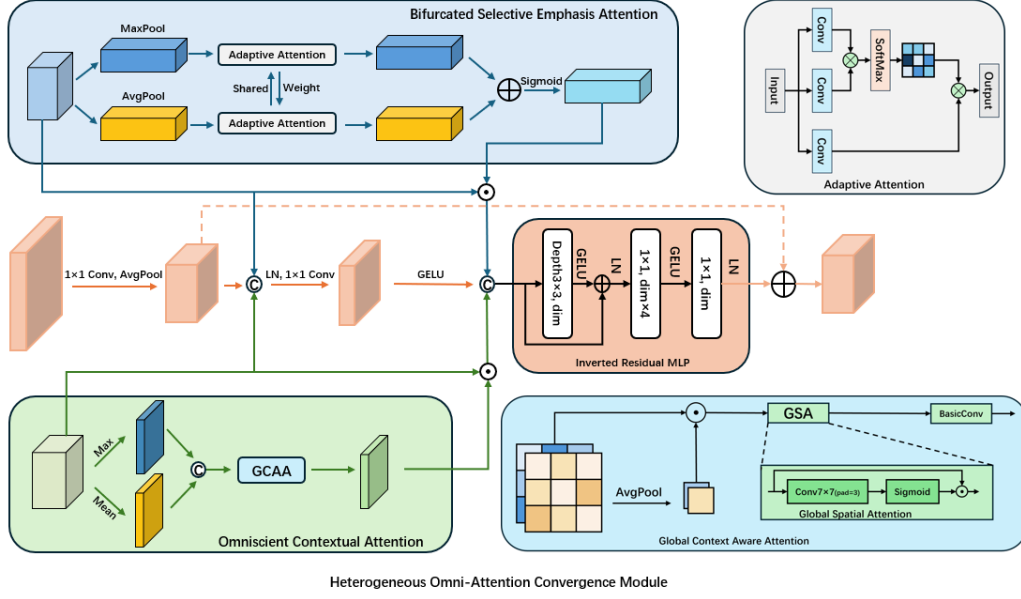 Bifurcated Selective Emphasis Attention
MaxPool
Adaptive Attention
Shared
Weight
Sigmoid
AvgPool
Adaptive Attention
Input
Conv
Conv
Conv
SoftMax
Output
Adaptive Attention
1×1 Conv, AvgPool
C
LN, 1×1 Conv
GELU
C
Depth3×3, dim
GELU
LN
1×1, dim×4
GELU
1×1, dim
LN
Inverted Residual MLP
Max
Mean
C
GCAA
Omniscient Contextual Attention
AvgPool
GSA
BasicConv
Conv7×7(pad=3)
Sigmoid
Global Spatial Attention
Global Context Aware Attention
Heterogeneous Omni-Attention Convergence Module